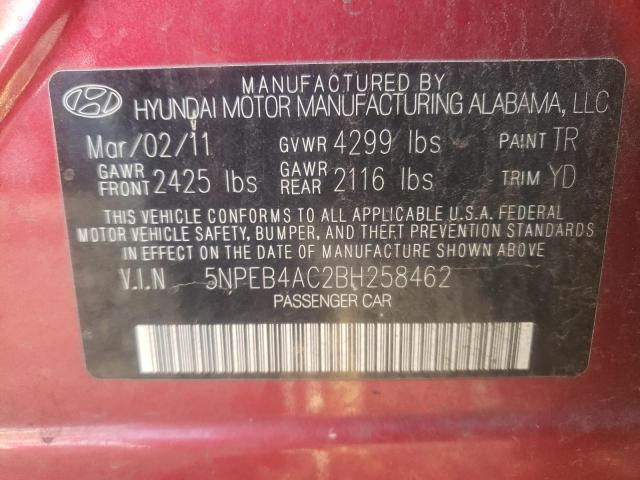 MANUFACTURED BY
HYUNDAI MOTOR MANUFACTURING ALABAMA, LLC
Mar/02/11 GVWR 4299 lbs PAINT TR
GAWR FRONT 2425 lbs GAWR REAR 2116 lbs TRIM YD
THIS VEHICLE CONFORMS TO ALL APPLICABLE U.S.A. FEDERAL
MOTOR VEHICLE SAFETY, BUMPER, AND THEFT PREVENTION STANDARDS
IN EFFECT ON THE DATE OF MANUFACTURE SHOWN ABOVE.
V.I.N 5NPEB4AC2BH258462
PASSENGER CAR